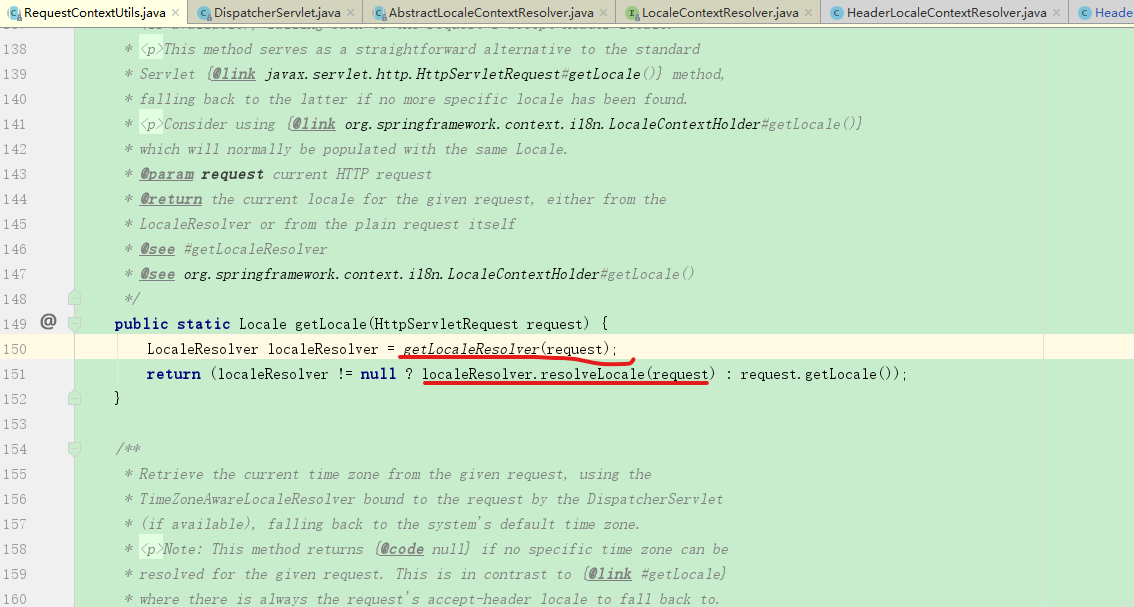 RequestContextUtils.java × DispatcherServlet.java × AbstractLocaleContextResolver.java × LocaleContextResolver.java × HeaderLocaleContextResolver.java × Heade
138 * <p>This method serves as a straightforward alternative to the standard
139 * Servlet {@link javax.servlet.http.HttpServletRequest#getLocale()} method,
140 * falling back to the latter if no more specific locale has been found.
141 * <p>Consider using {@link org.springframework.context.i18n.LocaleContextHolder#getLocale()}
142 * which will normally be populated with the same Locale.
143 * @param request current HTTP request
144 * @return the current locale for the given request, either from the
145 * LocaleResolver or from the plain request itself
146 * @see #getLocaleResolver
147 * @see org.springframework.context.i18n.LocaleContextHolder#getLocale()
148 */
149 @ public static Locale getLocale(HttpServletRequest request) {
150 LocaleResolver localeResolver = getLocaleResolver(request);
151 return (localeResolver != null ? localeResolver.resolveLocale(request) : request.getLocale());
152 }
153
154 /**
155 * Retrieve the current time zone from the given request, using the
156 * TimeZoneAwareLocaleResolver bound to the request by the DispatcherServlet
157 * (if available), falling back to the system's default time zone.
158 * <p>Note: This method returns {@code null} if no specific time zone can be
159 * resolved for the given request. This is in contrast to {@link #getLocale}
160 * where there is always the request's accept-header locale to fall back to.